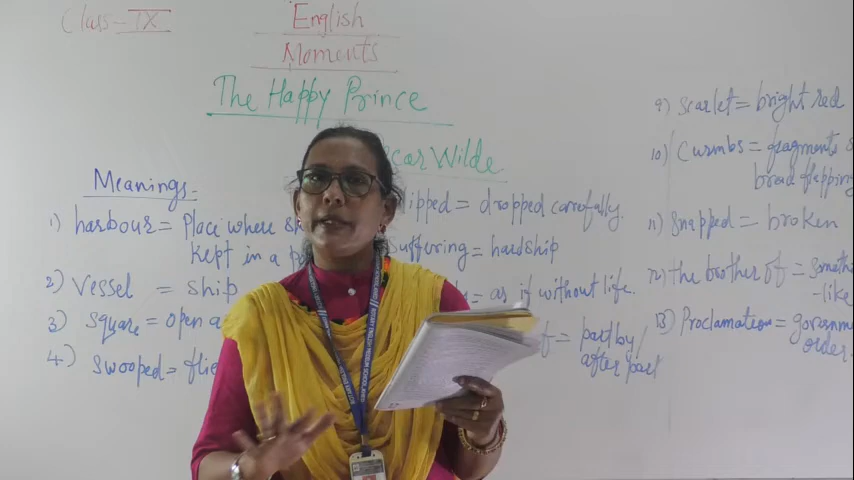 Class - IX
English
Moments
The Happy Prince
Oscar Wilde
Meanings:
1) harbour = Place where
kept in a
2) Vessel = ship
3) square = open a
4) swooped = flie
slipped = dropped carefully.
Suffering = hardship
= as if without life.
f = part by/
after part
9) Scarlet = bright red
10) Curmbs = fragments
bread flapping
11) Snapped = broken
12) the brother of = somethi
-like
13) Proclamation = governm
order.